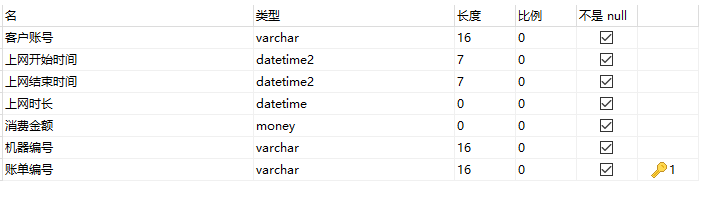 名 类型 长度 比例 不是 null
客户账号 varchar 16 0
上网开始时间 datetime2 7 0
上网结束时间 datetime2 7 0
上网时长 datetime 0 0
消费金额 money 0 0
机器编号 varchar 16 0
账单编号 varchar 16 0 1